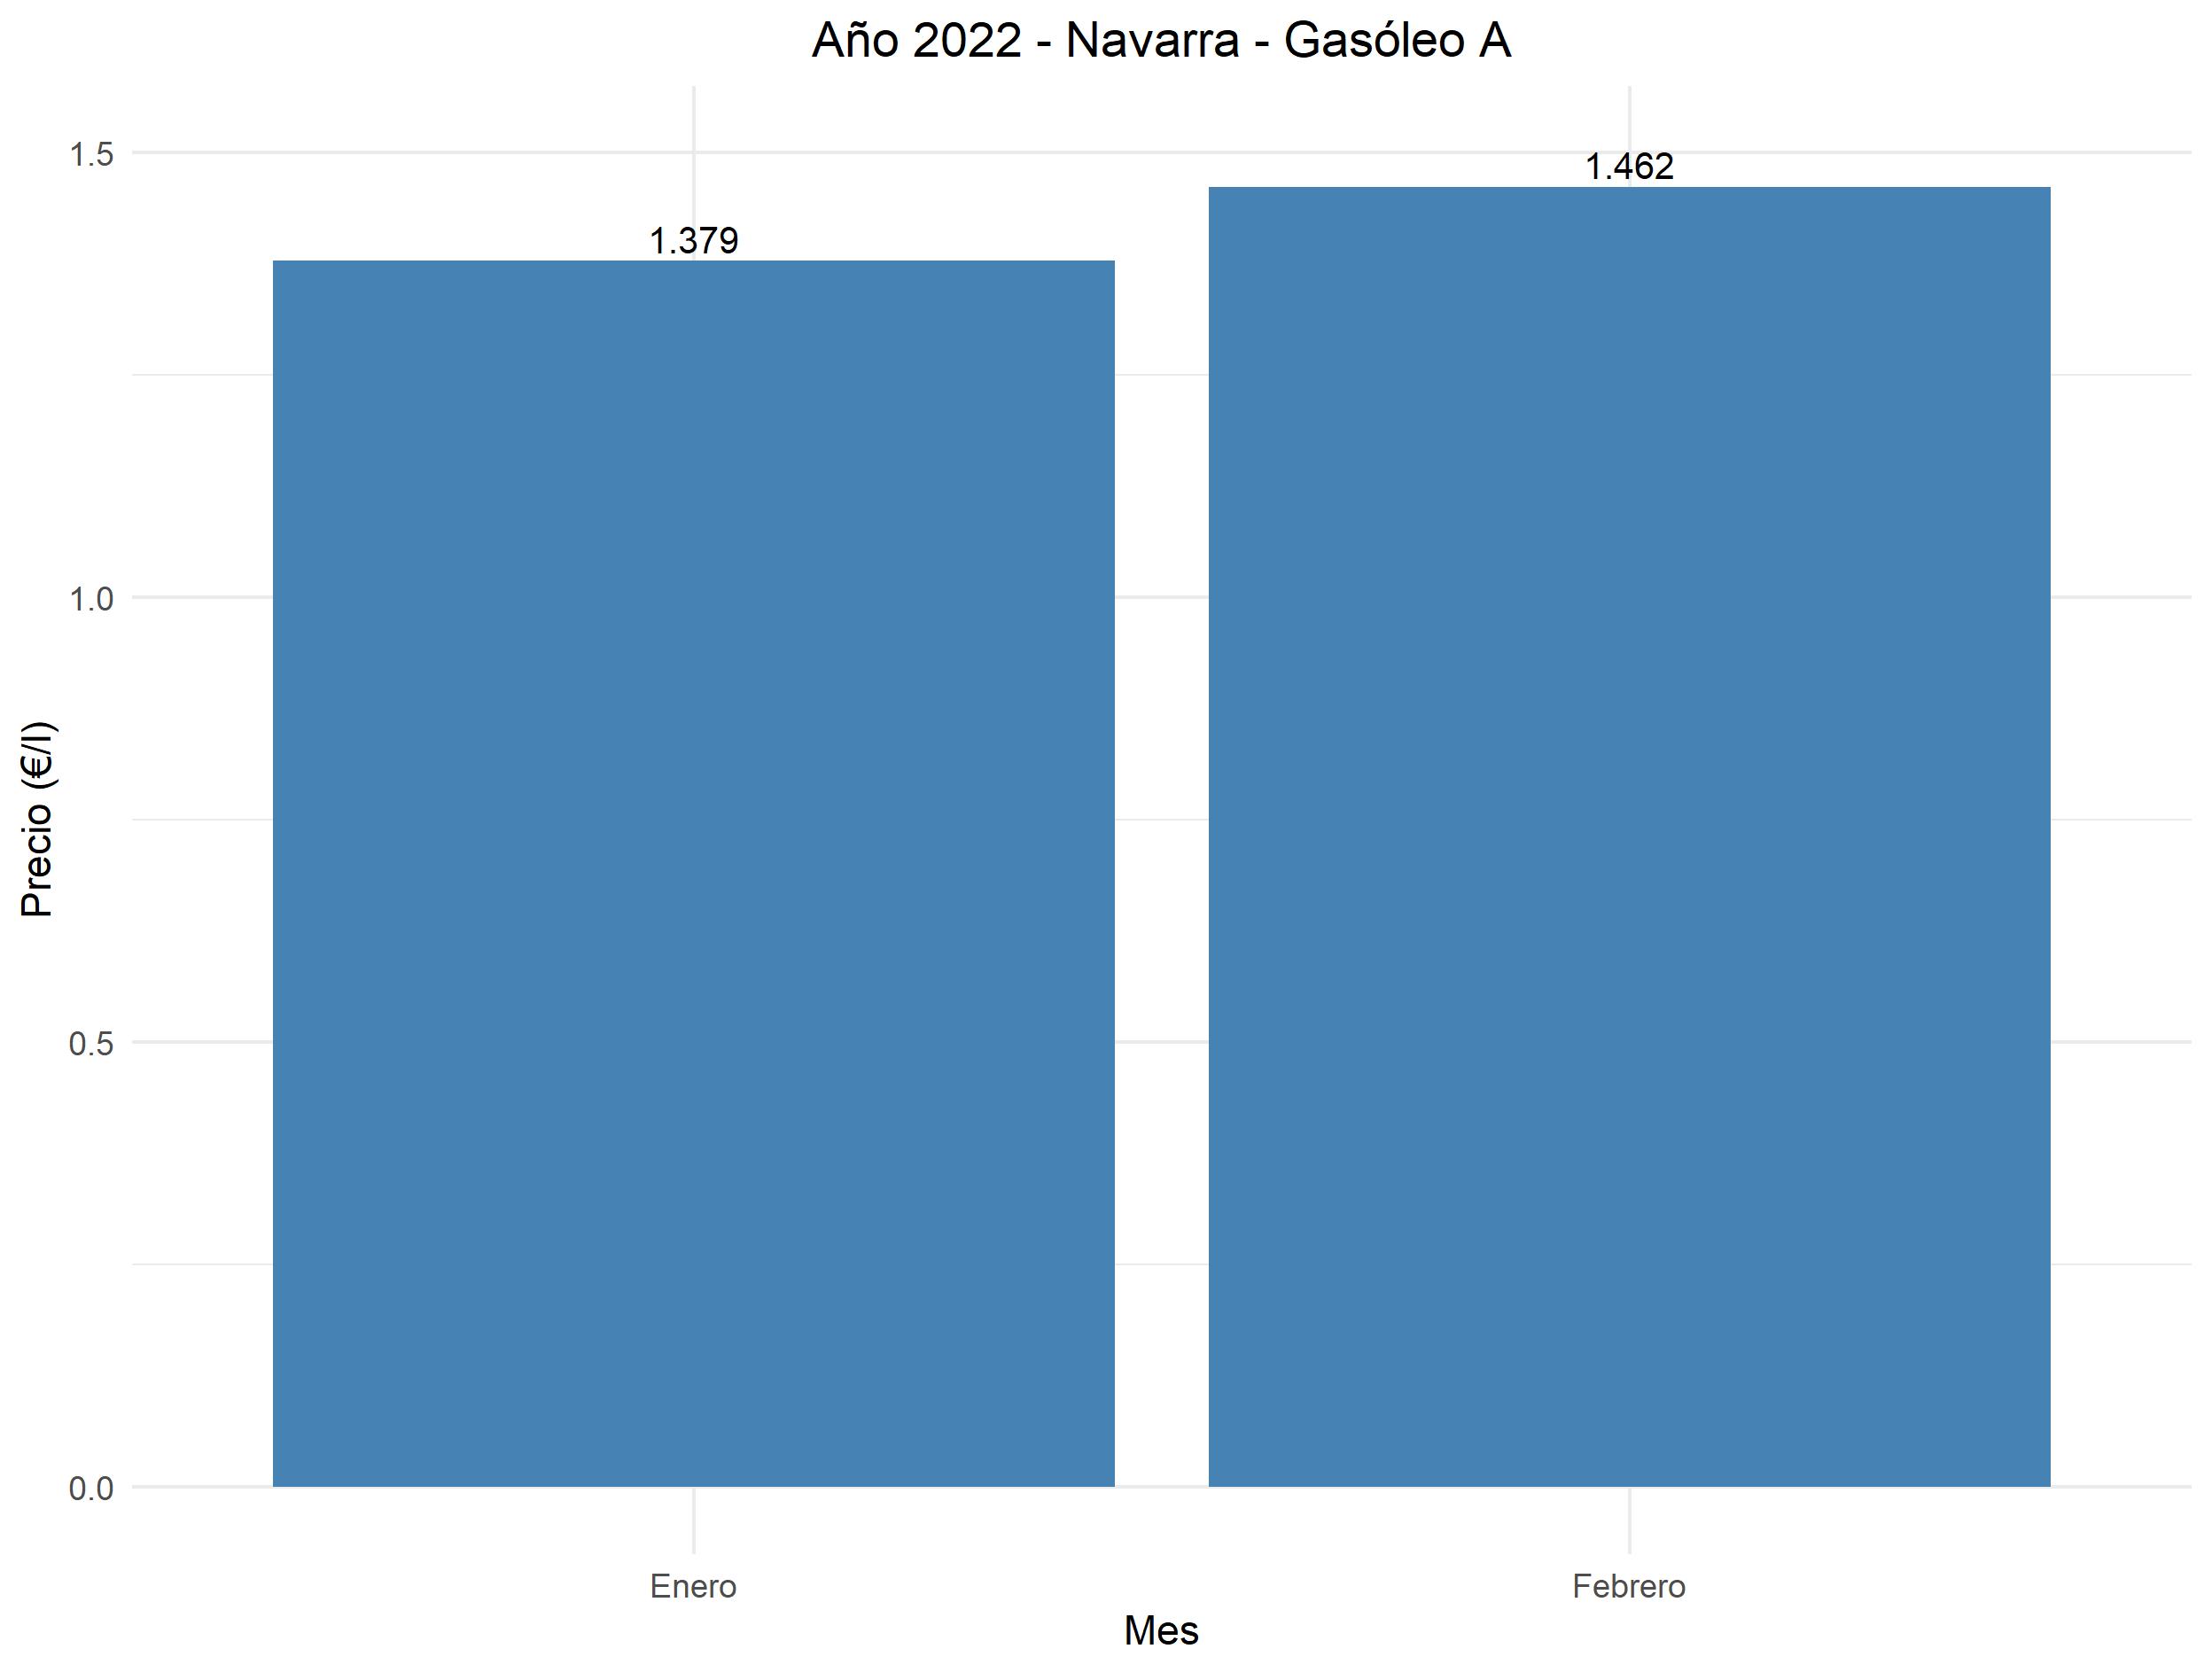 Año 2022 - Navarra - Gasóleo A
Precio (€/l)
1.5
1.0
0.5
0.0
1.379
1.462
Enero
Febrero
Mes